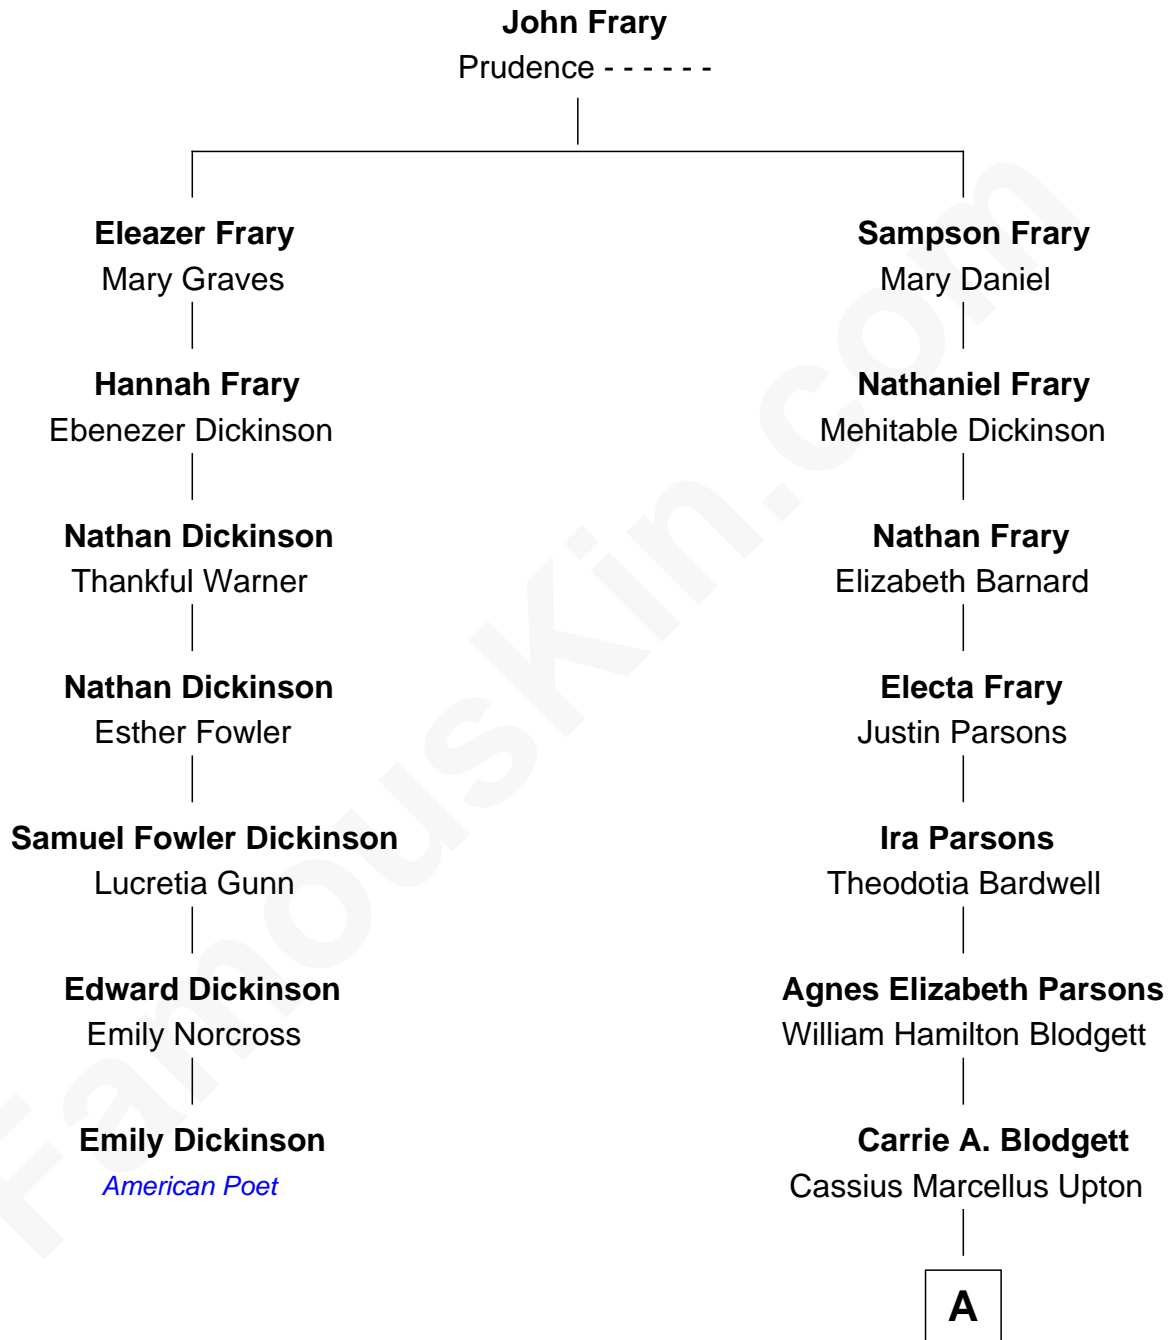 John Frary
Prudence - - - - - -
Eleazer Frary
Mary Graves
Sampson Frary
Mary Daniel
Hannah Frary
Ebenezer Dickinson
Nathaniel Frary
Mehitable Dickinson
Nathan Dickinson
Thankful Warner
Nathan Frary
Elizabeth Barnard
Nathan Dickinson
Esther Fowler
Electa Frary
Justin Parsons
Samuel Fowler Dickinson
Lucretia Gunn
Ira Parsons
Theodotia Bardwell
Edward Dickinson
Emily Norcross
Agnes Elizabeth Parsons
William Hamilton Blodgett
Emily Dickinson
American Poet
Carrie A. Blodgett
Cassius Marcellus Upton
A
FamousKin.com